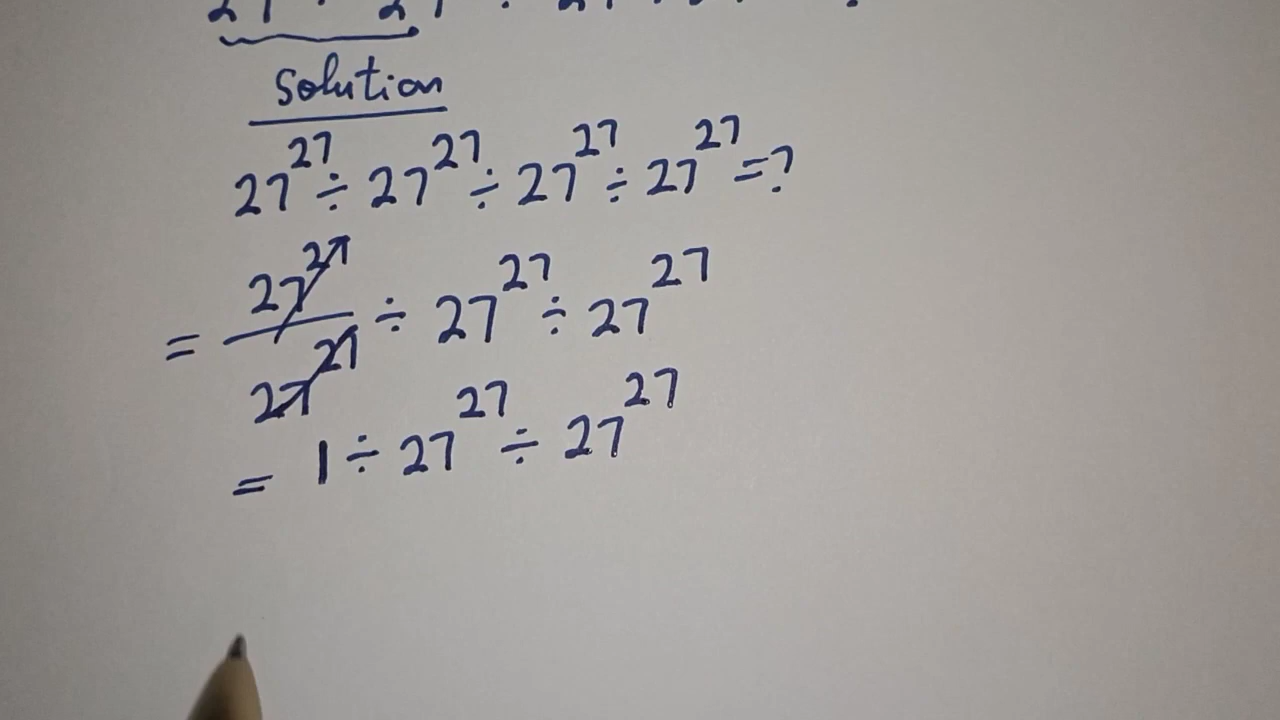 Solution
27^27 ÷ 27^27 ÷ 27^27 ÷ 27^27 = ?
= 27^27 / 27^27 ÷ 27^27 ÷ 27^27
= 1 ÷ 27^27 ÷ 27^27